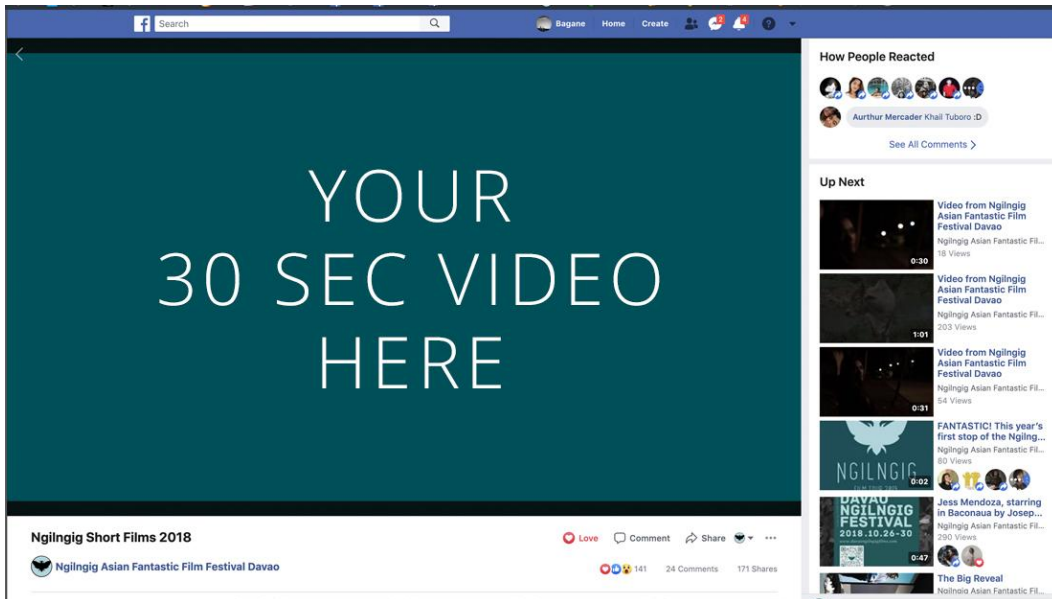 Search
Bagane Home Create 2 4
YOUR
30 SEC VIDEO
HERE
Ngilngig Short Films 2018
Love Comment Share
Ngilngig Asian Fantastic Film Festival Davao
141 24 Comments 171 Shares
How People Reacted
Aurthur Mercader Khail Tuboro :D
See All Comments
Up Next
Video from Ngilngig
Asian Fantastic Film
Festival Davao
Ngilngig Asian Fantastic Fil...
18 Views
0:30
Video from Ngilngig
Asian Fantastic Film
Festival Davao
Ngilngig Asian Fantastic Fil...
203 Views
1:01
Video from Ngilngig
Asian Fantastic Film
Festival Davao
Ngilngig Asian Fantastic Fil...
54 Views
0:31
FANTASTIC! This year's
first stop of the Ngilng...
Ngilngig Asian Fantastic Fil...
80 Views
NGILNGIG
0:02
Jess Mendoza, starring
in Baconaua by Josep...
Ngilngig Asian Fantastic Fil...
290 Views
DAVAO
NGILNGIG
FESTIVAL
2018.10.26-30
0:47
The Big Reveal
Ngilngig Asian Fantastic Fil...